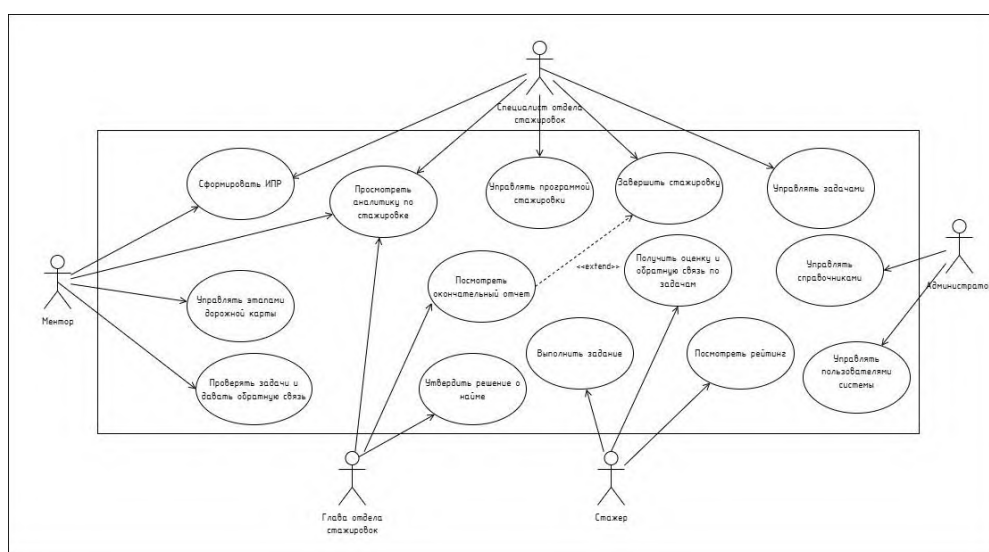 Специалист отдела
стажировок
Сформировать ИПР
Просмотреть
аналитику по
стажировке
Управлять программой
стажировки
Завершить стажировку
Управлять задачами
Ментор
Управлять этапами
дорожной карты
Посмотреть
окончательный отчет
<<extend>>
Получить оценку и
обратную связь по
задачам
Управлять
справочниками
Администрато
Проверять задачи и
давать обратную связь
Утвердить решение о
найме
Выполнить задание
Посмотреть рейтинг
Управлять
пользователями
системы
Глава отдела
стажировок
Стажер